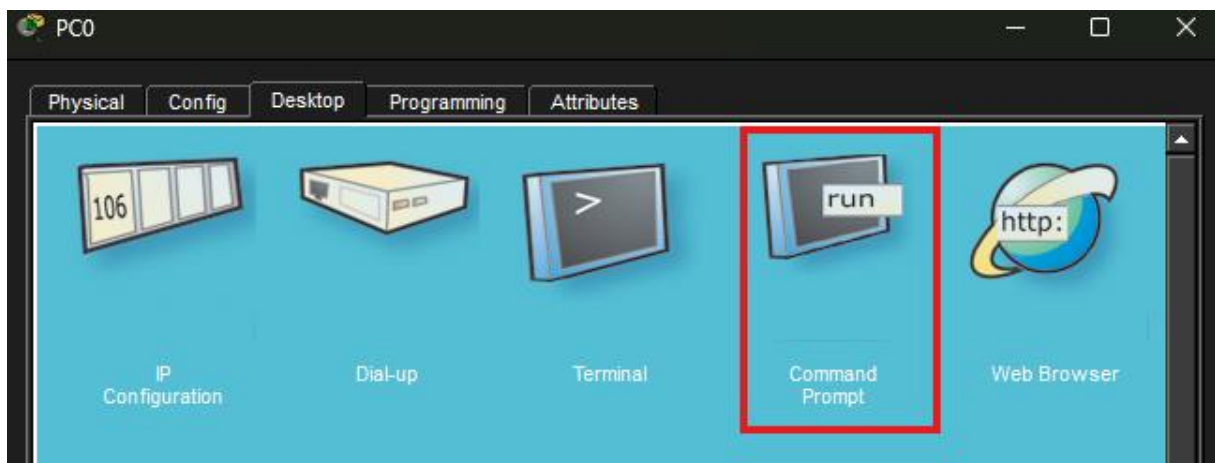 PC0
Physical Config Desktop Programming Attributes
106
>
run
http:
IP
Configuration
Dial-up
Terminal
Command
Prompt
Web Browser